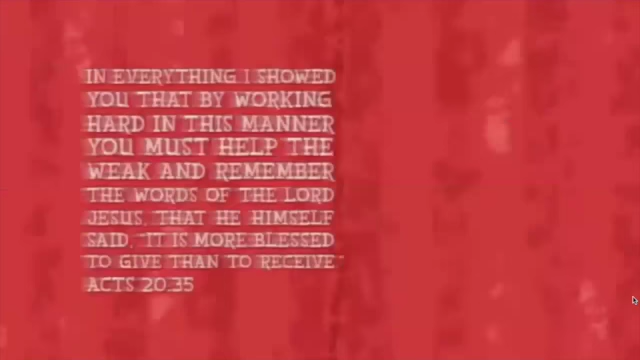 IN EVERYTHING I SHOWED
YOU THAT BY WORKING
HARD IN THIS MANNER
YOU MUST HELP THE
WEAK AND REMEMBER
THE WORDS OF THE LORD
JESUS, THAT HE HIMSELF
SAID, "IT IS MORE BLESSED
TO GIVE THAN TO RECEIVE"
ACTS 20:35